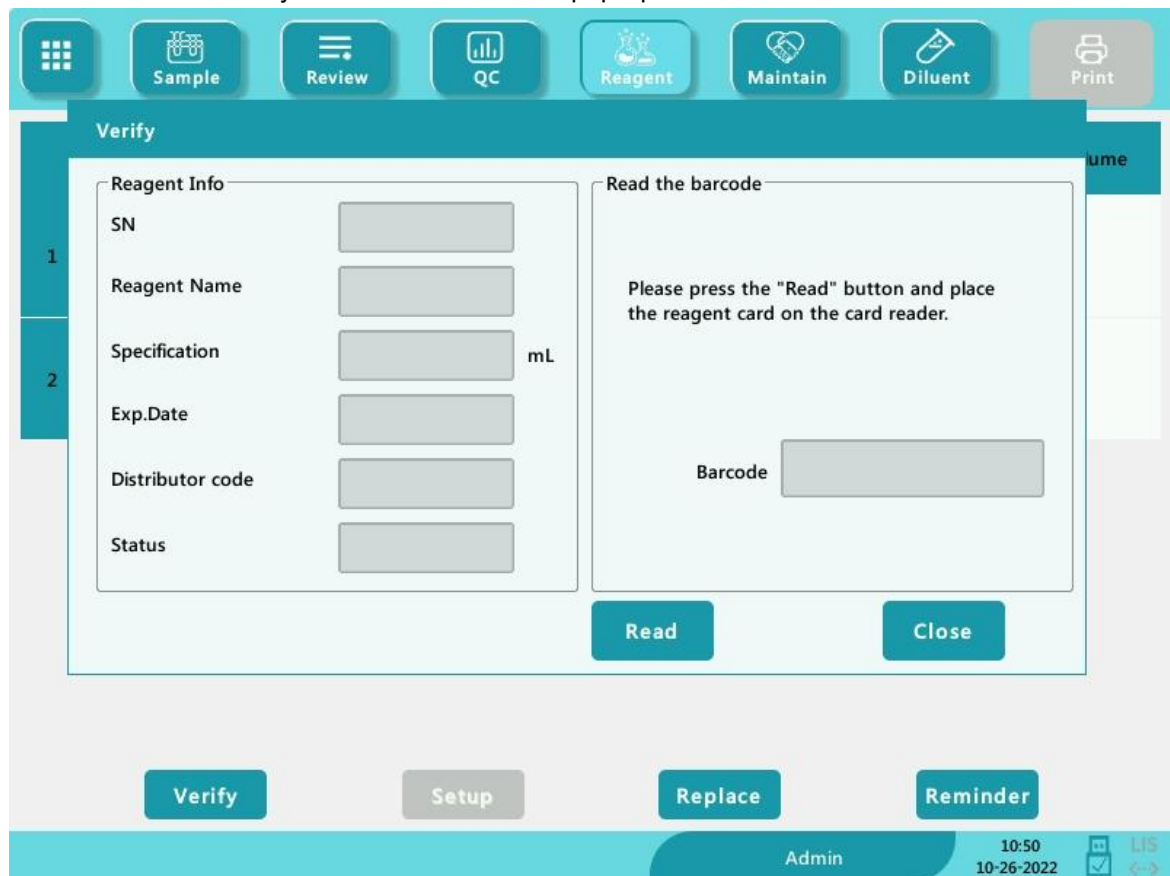 Sample
Review
QC
Reagent
Maintain
Diluent
Print
Verify
ume
Reagent Info
SN
Reagent Name
Specification
mL
Exp.Date
Distributor code
Status
Read the barcode
Please press the "Read" button and place
the reagent card on the card reader.
Barcode
Read
Close
1
2
Verify
Setup
Replace
Reminder
Admin
10:50
10-26-2022
LIS